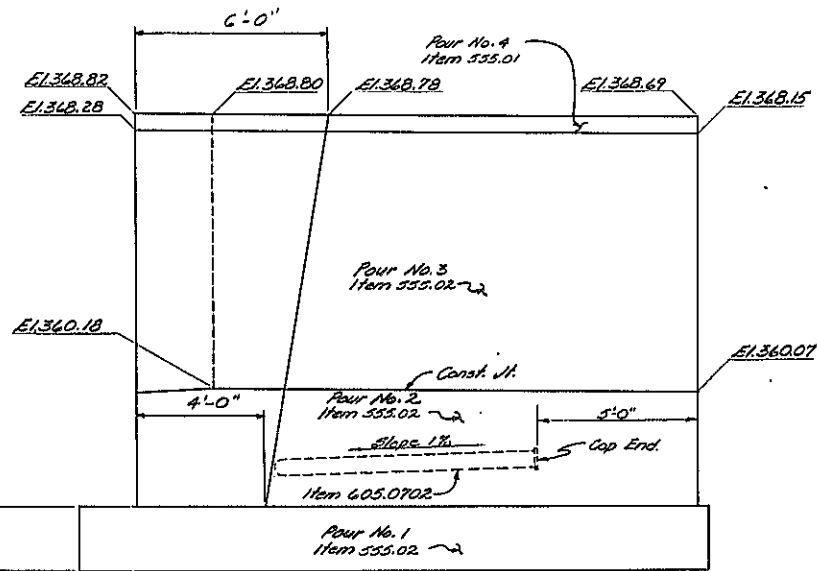 6'-0"
Pour No. 4
Item 555.01
El.368.82
El.368.80
El.368.78
El.368.69
El.368.28
El.368.15
Pour No. 3
Item 555.02
El.360.18
El.360.07
Const. Jt.
4'-0"
Pour No. 2
Item 555.02
5'-0"
Slope 1%
Cap End.
Item 605.0702
Pour No. 1
Item 555.02